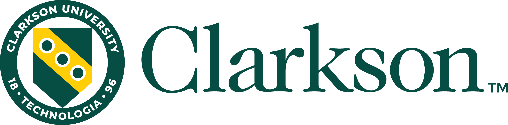 CLARKSON UNIVERSITY
18 • TECHNOLOGIA • 96
Clarkson™